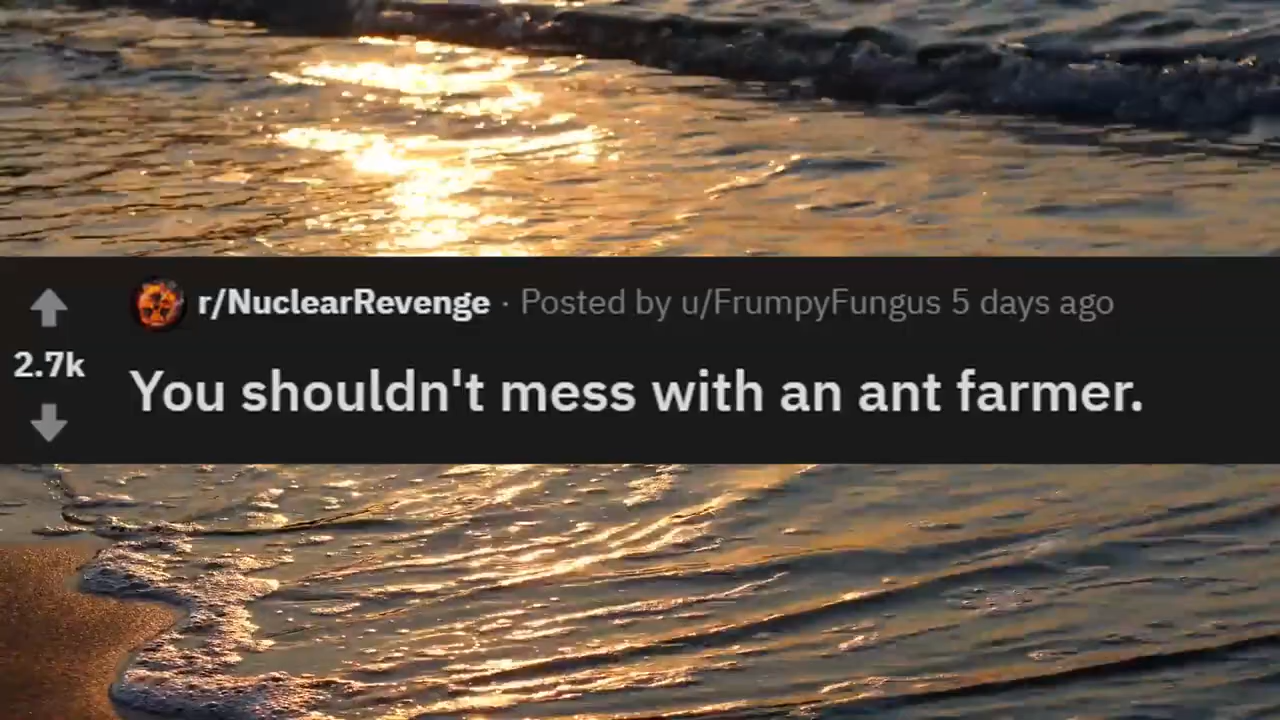 r/NuclearRevenge · Posted by u/FrumpyFungus 5 days ago
2.7k
You shouldn't mess with an ant farmer.